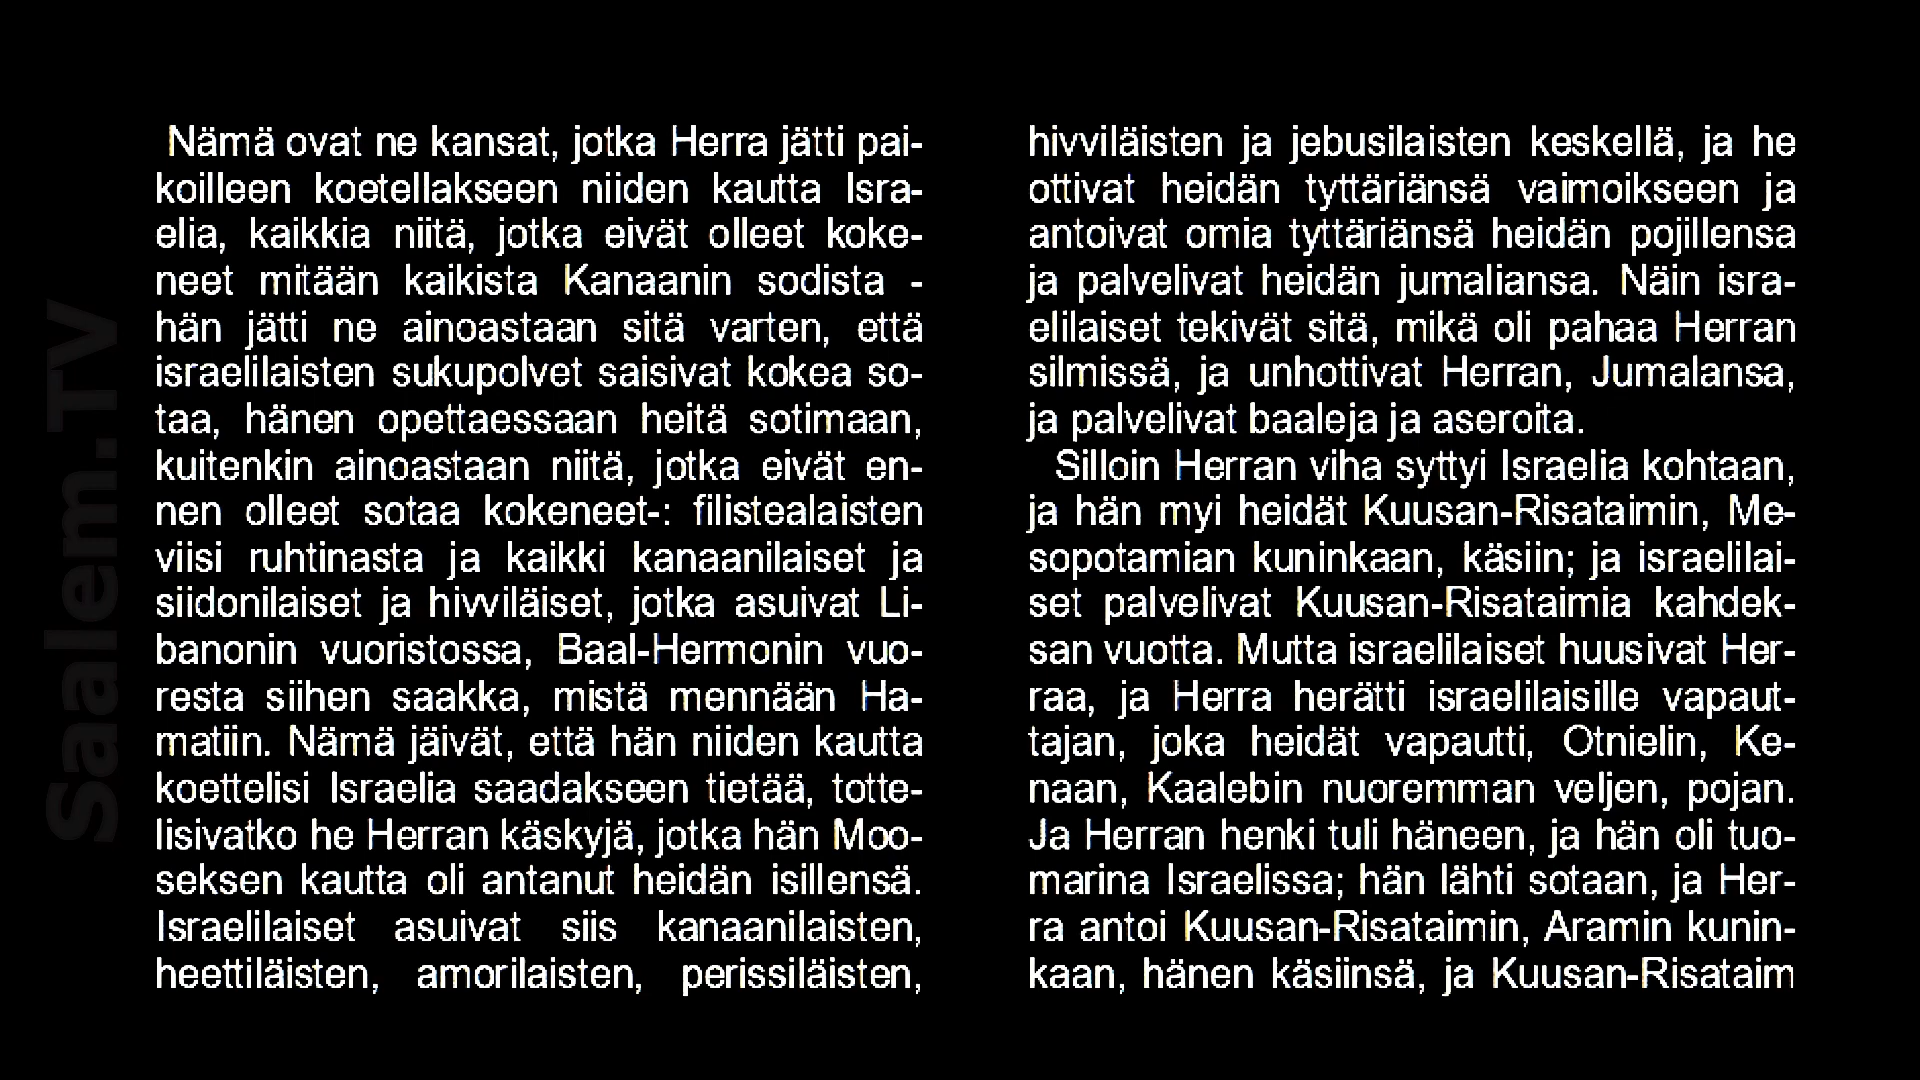 Nämä ovat ne kansat, jotka Herra jätti pai-
koilleen koetellakseen niiden kautta Isra-
elia, kaikkia niitä, jotka eivät olleet koke-
neet mitään kaikista Kanaanin sodista -
hän jätti ne ainoastaan sitä varten, että
israelilaisten sukupolvet saisivat kokea so-
taa, hänen opettaessaan heitä sotimaan,
kuitenkin ainoastaan niitä, jotka eivät en-
nen olleet sotaa kokeneet-: filistealaisten
viisi ruhtinasta ja kaikki kanaanilaiset ja
siidonilaiset ja hivviläiset, jotka asuivat Li-
banonin vuoristossa, Baal-Hermonin vuo-
resta siihen saakka, mistä mennään Ha-
matiin. Nämä jäivät, että hän niiden kautta
koettelisi Israelia saadakseen tietää, totte-
lisivatko he Herran käskyjä, jotka hän Moo-
seksen kautta oli antanut heidän isillensä.
Israelilaiset asuivat siis kanaanilaisten,
heettiläisten, amorilaisten, perissiläisten,
hivviläisten ja jebusilaisten keskellä, ja he
ottivat heidän tyttäriänsä vaimoikseen ja
antoivat omia tyttäriänsä heidän pojillensa
ja palvelivat heidän jumaliansa. Näin isra-
elilaiset tekivät sitä, mikä oli pahaa Herran
silmissä, ja unhottivat Herran, Jumalansa,
ja palvelivat baaleja ja aseroita.
Silloin Herran viha syttyi Israelia kohtaan,
ja hän myi heidät Kuusan-Risataimin, Me-
sopotamian kuninkaan, käsiin; ja israelilai-
set palvelivat Kuusan-Risataimia kahdek-
san vuotta. Mutta israelilaiset huusivat Her-
raa, ja Herra herätti israelilaisille vapaut-
tajan, joka heidät vapautti, Otnielin, Ke-
naan, Kaalebin nuoremman veljen, pojan.
Ja Herran henki tuli häneen, ja hän oli tuo-
marina Israelissa; hän lähti sotaan, ja Her-
ra antoi Kuusan-Risataimin, Aramin kunin-
kaan, hänen käsiinsä, ja Kuusan-Risataim
Saalem.TV